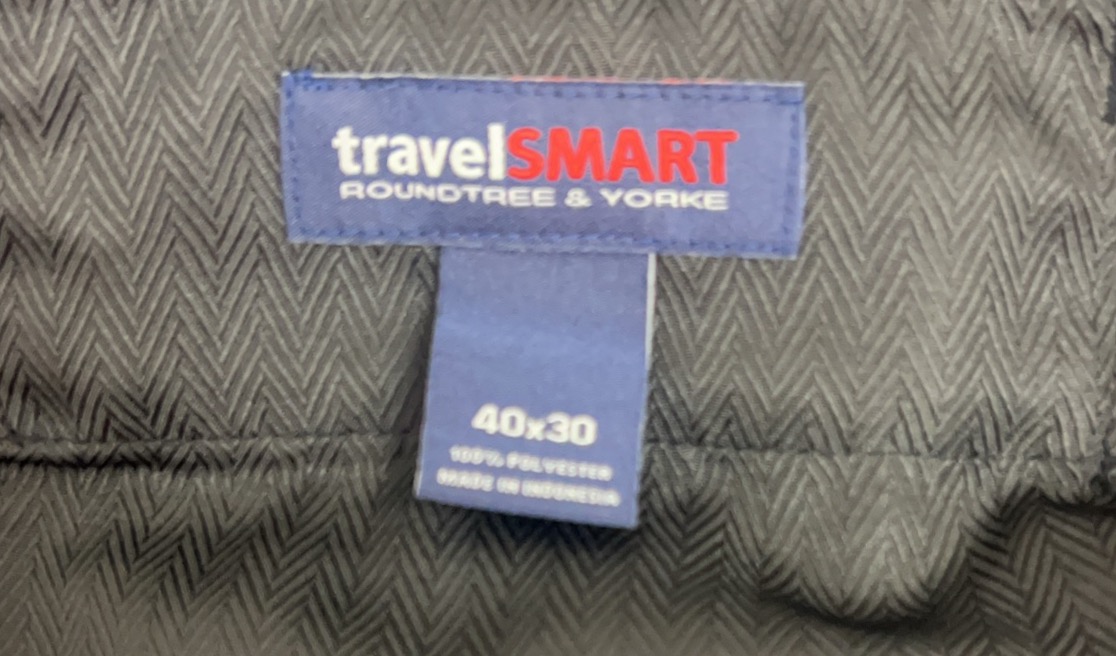 travelSMART
ROUNDTREE & YORKE
40x30
100% POLYESTER
MADE IN INDONESIA